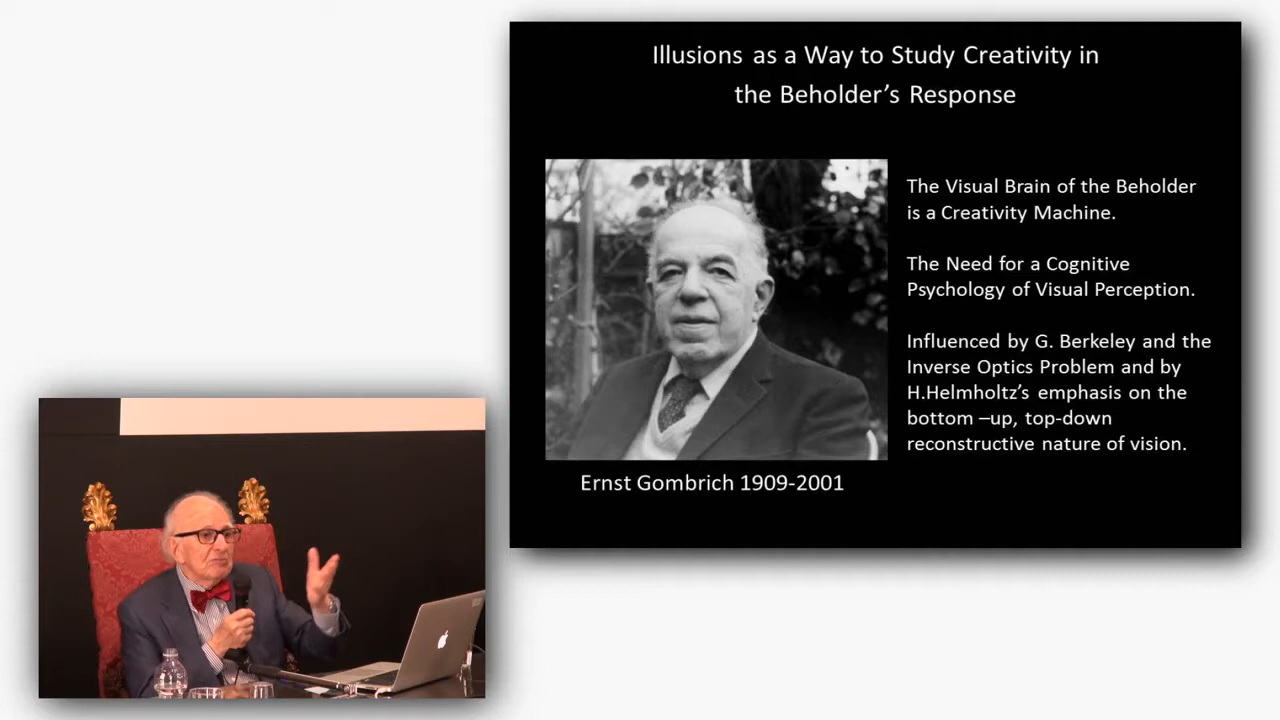 Illusions as a Way to Study Creativity in
the Beholder's Response
The Visual Brain of the Beholder
is a Creativity Machine.
The Need for a Cognitive
Psychology of Visual Perception.
Influenced by G. Berkeley and the
Inverse Optics Problem and by
H.Helmholtz's emphasis on the
bottom –up, top-down
reconstructive nature of vision.
Ernst Gombrich 1909-2001